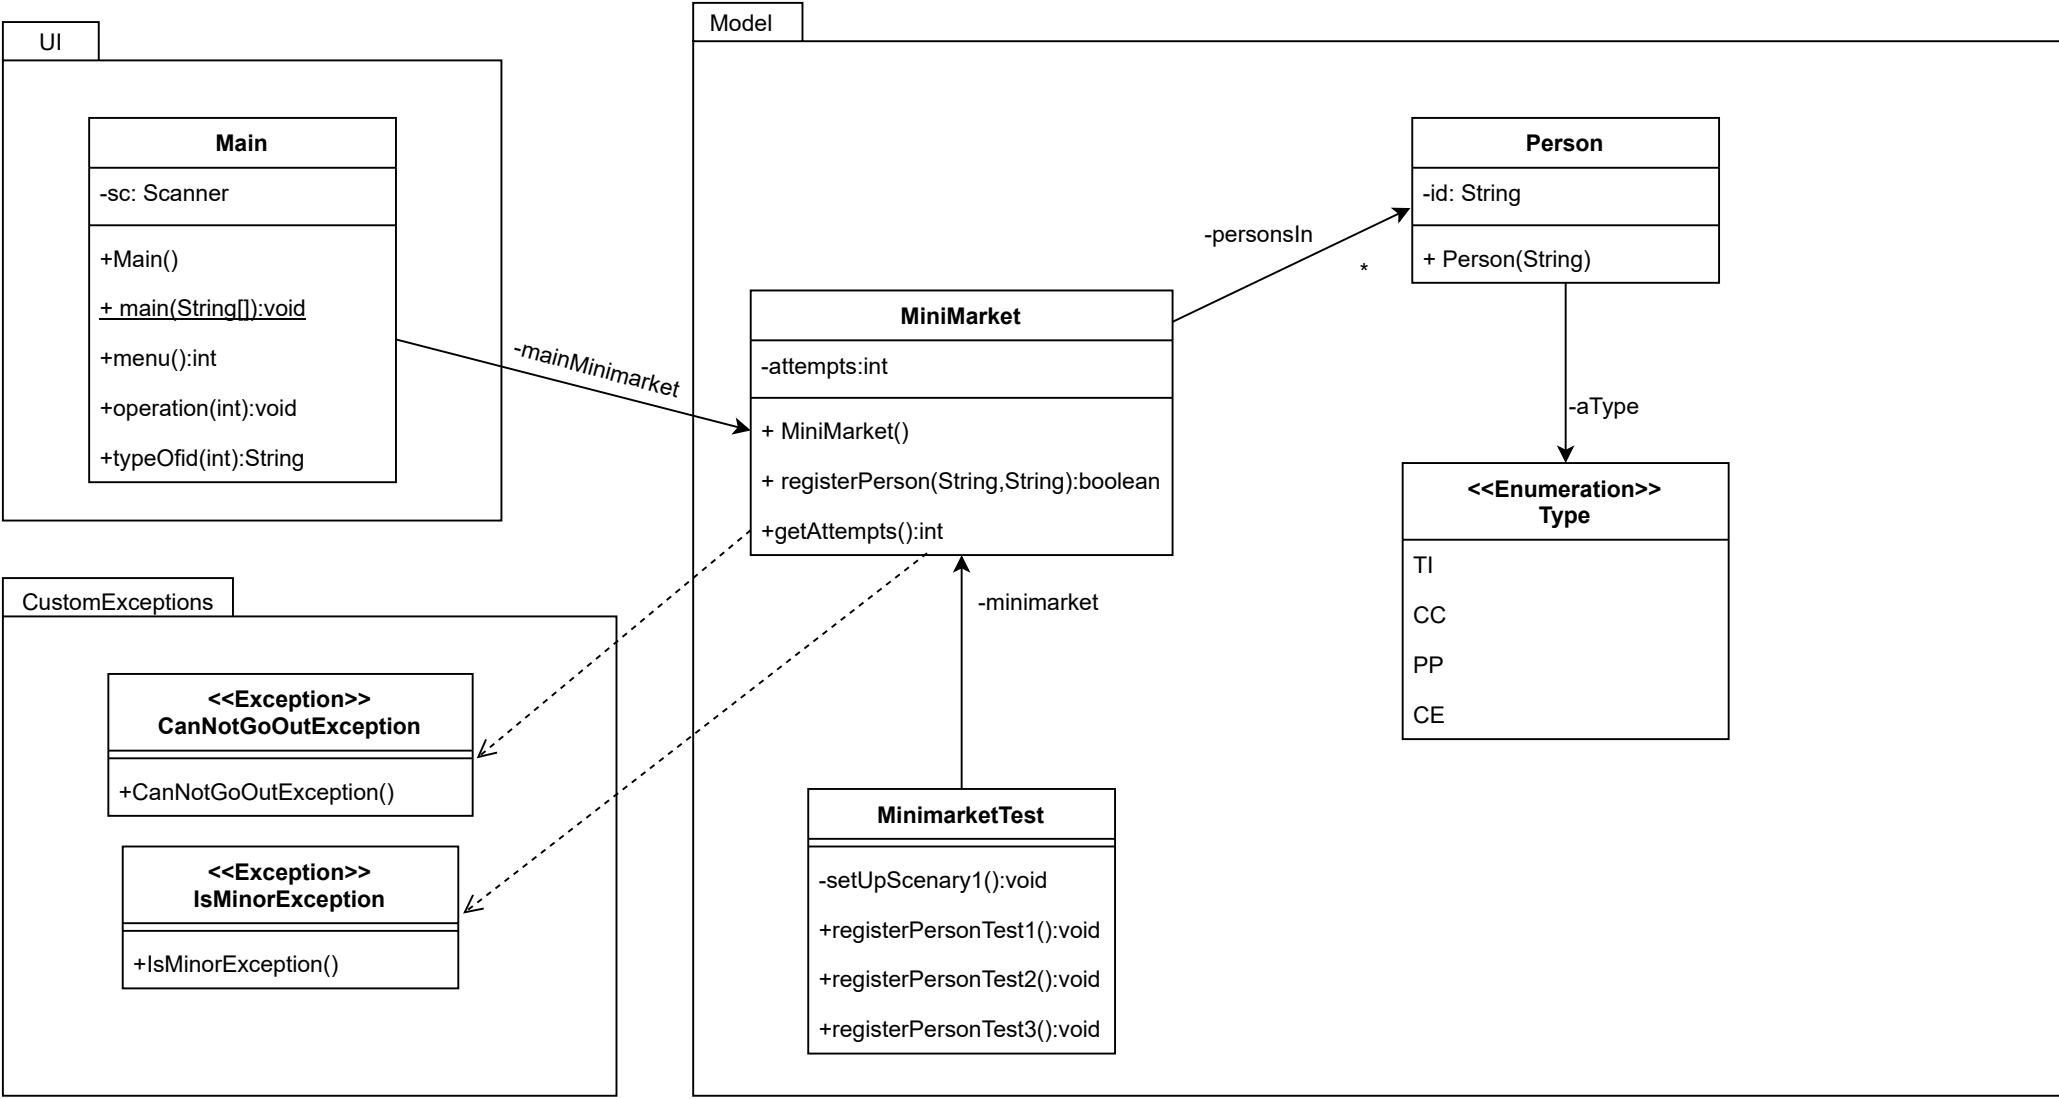 UI
Main
-sc: Scanner
+Main()
+ main(String[]):void
+menu():int
+operation(int):void
+typeOfid(int):String
-mainMinimarket
Model
MiniMarket
-attempts:int
+ MiniMarket()
+ registerPerson(String,String):boolean
+getAttempts():int
-personsIn
*
Person
-id: String
+ Person(String)
-aType
<<Enumeration>>
Type
TI
CC
PP
CE
-minimarket
MinimarketTest
-setUpScenary1():void
+registerPersonTest1():void
+registerPersonTest2():void
+registerPersonTest3():void
CustomExceptions
<<Exception>>
CanNotGoOutException
+CanNotGoOutException()
<<Exception>>
IsMinorException
+IsMinorException()